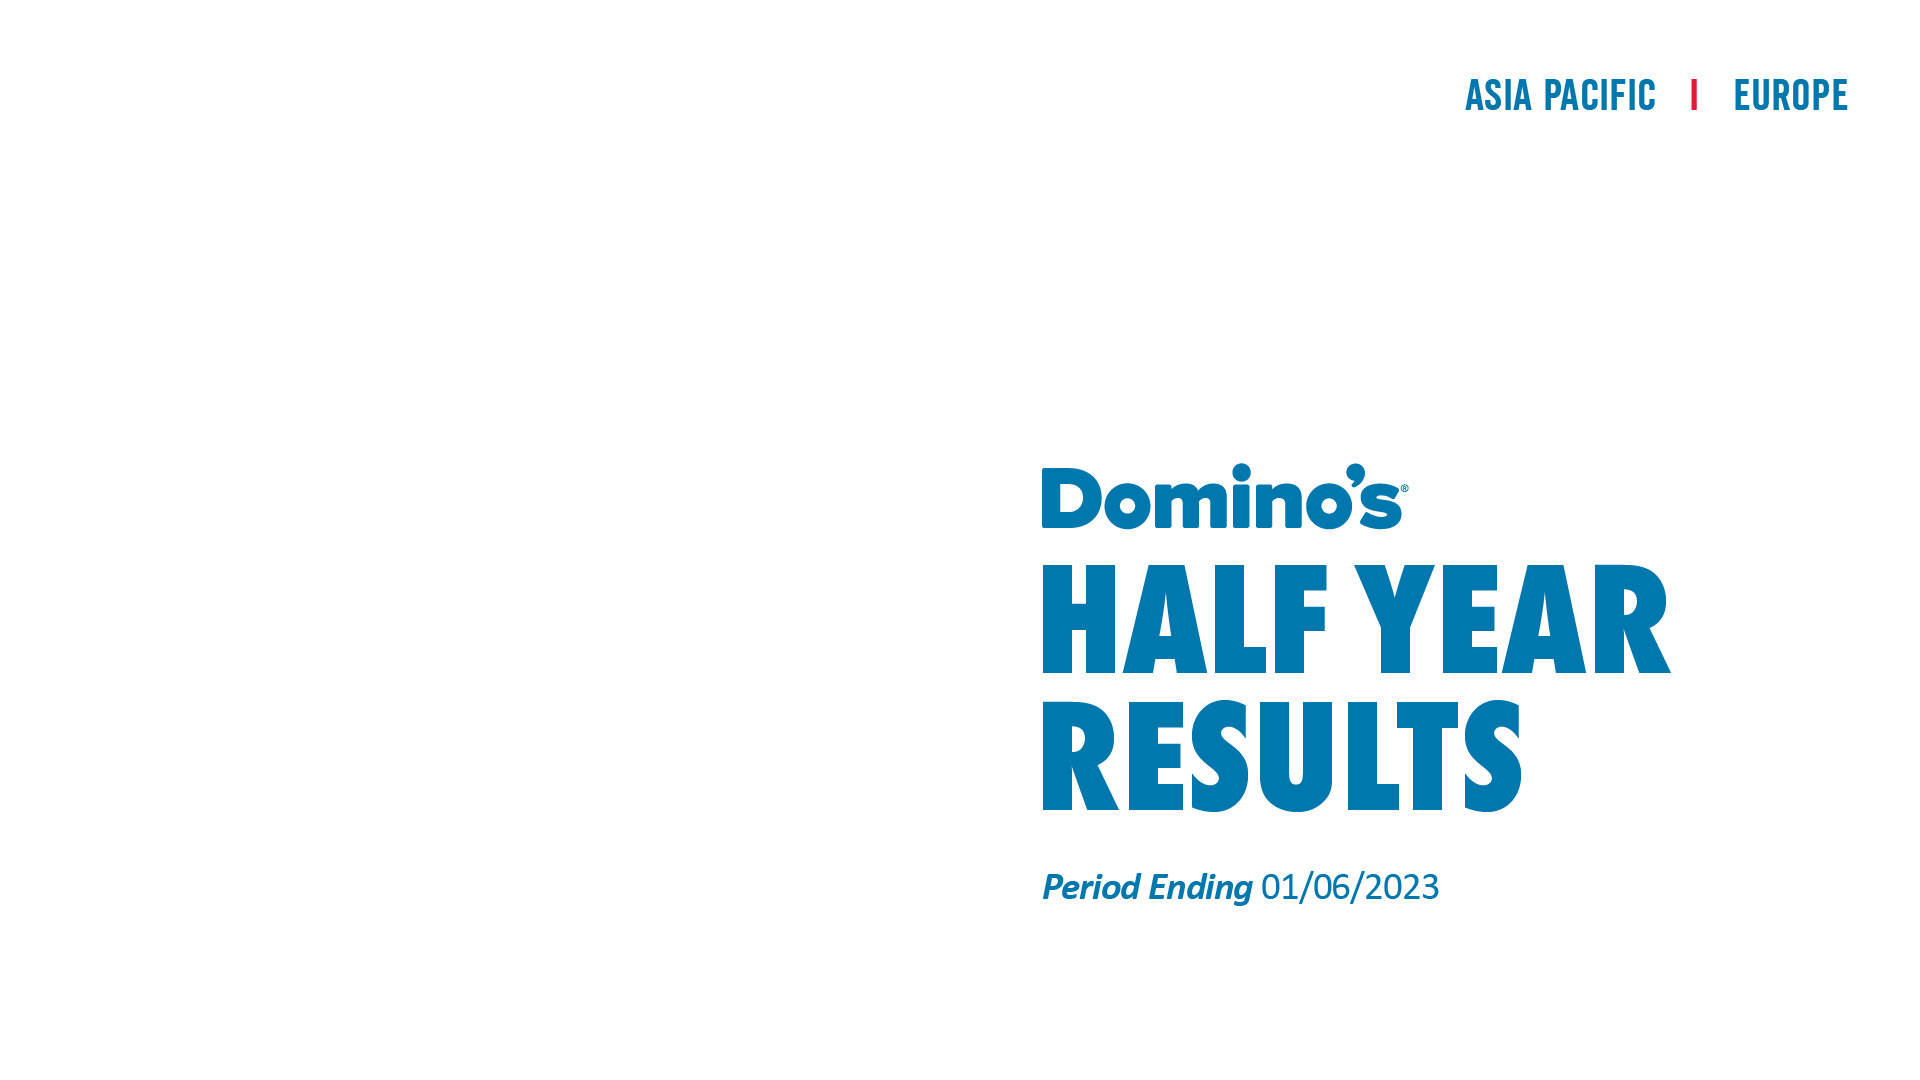 ASIA PACIFIC I EUROPE
Domino's®
HALF YEAR
RESULTS
Period Ending 01/06/2023